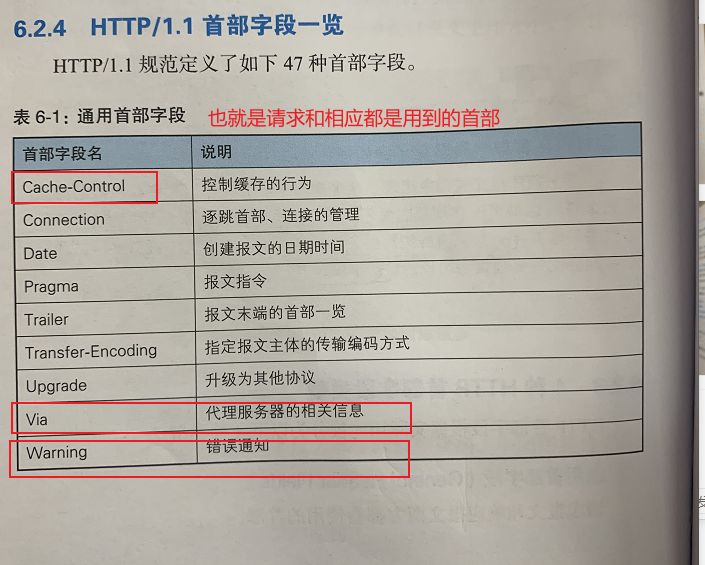 6.2.4 HTTP/1.1 首部字段一览
HTTP/1.1 规范定义了如下 47 种首部字段。
表 6-1：通用首部字段 也就是请求和相应都是用到的首部
首部字段名 说明
Cache-Control 控制缓存的行为
Connection 逐跳首部、连接的管理
Date 创建报文的日期时间
Pragma 报文指令
Trailer 报文末端的首部一览
Transfer-Encoding 指定报文主体的传输编码方式
Upgrade 升级为其他协议
Via 代理服务器的相关信息
Warning 错误通知